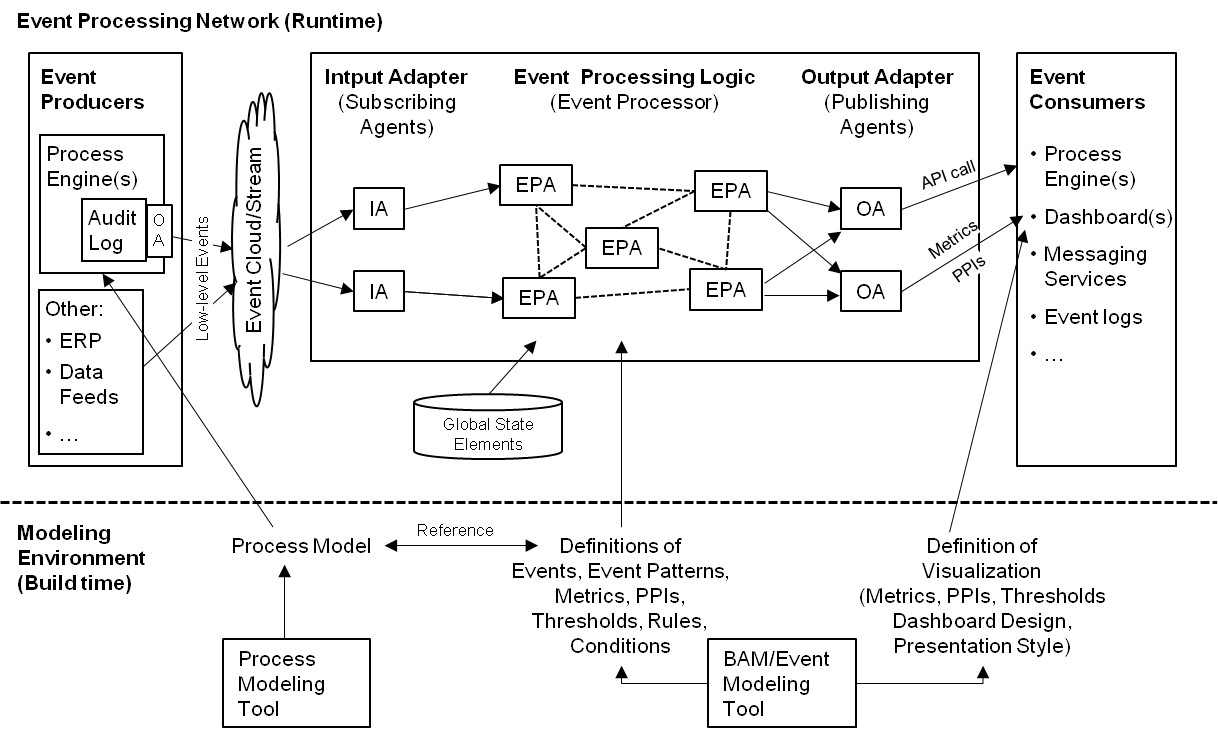 Event Processing Network (Runtime)
Event
Producers
Process
Engine(s)
Audit
Log
O
A
Other:
• ERP
• Data
Feeds
• ...
Low-level Events
Event Cloud/Stream
Intput Adapter
(Subscribing
Agents)
IA
IA
Event Processing Logic
(Event Processor)
EPA
EPA
EPA
EPA
EPA
Output Adapter
(Publishing
Agents)
OA
OA
API call
Metrics
PPIs
Event
Consumers
• Process
Engine(s)
• Dashboard(s)
• Messaging
Services
• Event logs
• ...
Global State
Elements
Modeling
Environment
(Build time)
Process Model
Reference
Definitions of
Events, Event Patterns,
Metrics, PPIs,
Thresholds, Rules,
Conditions
Definition of
Visualization
(Metrics, PPIs, Thresholds
Dashboard Design,
Presentation Style)
Process
Modeling
Tool
BAM/Event
Modeling
Tool